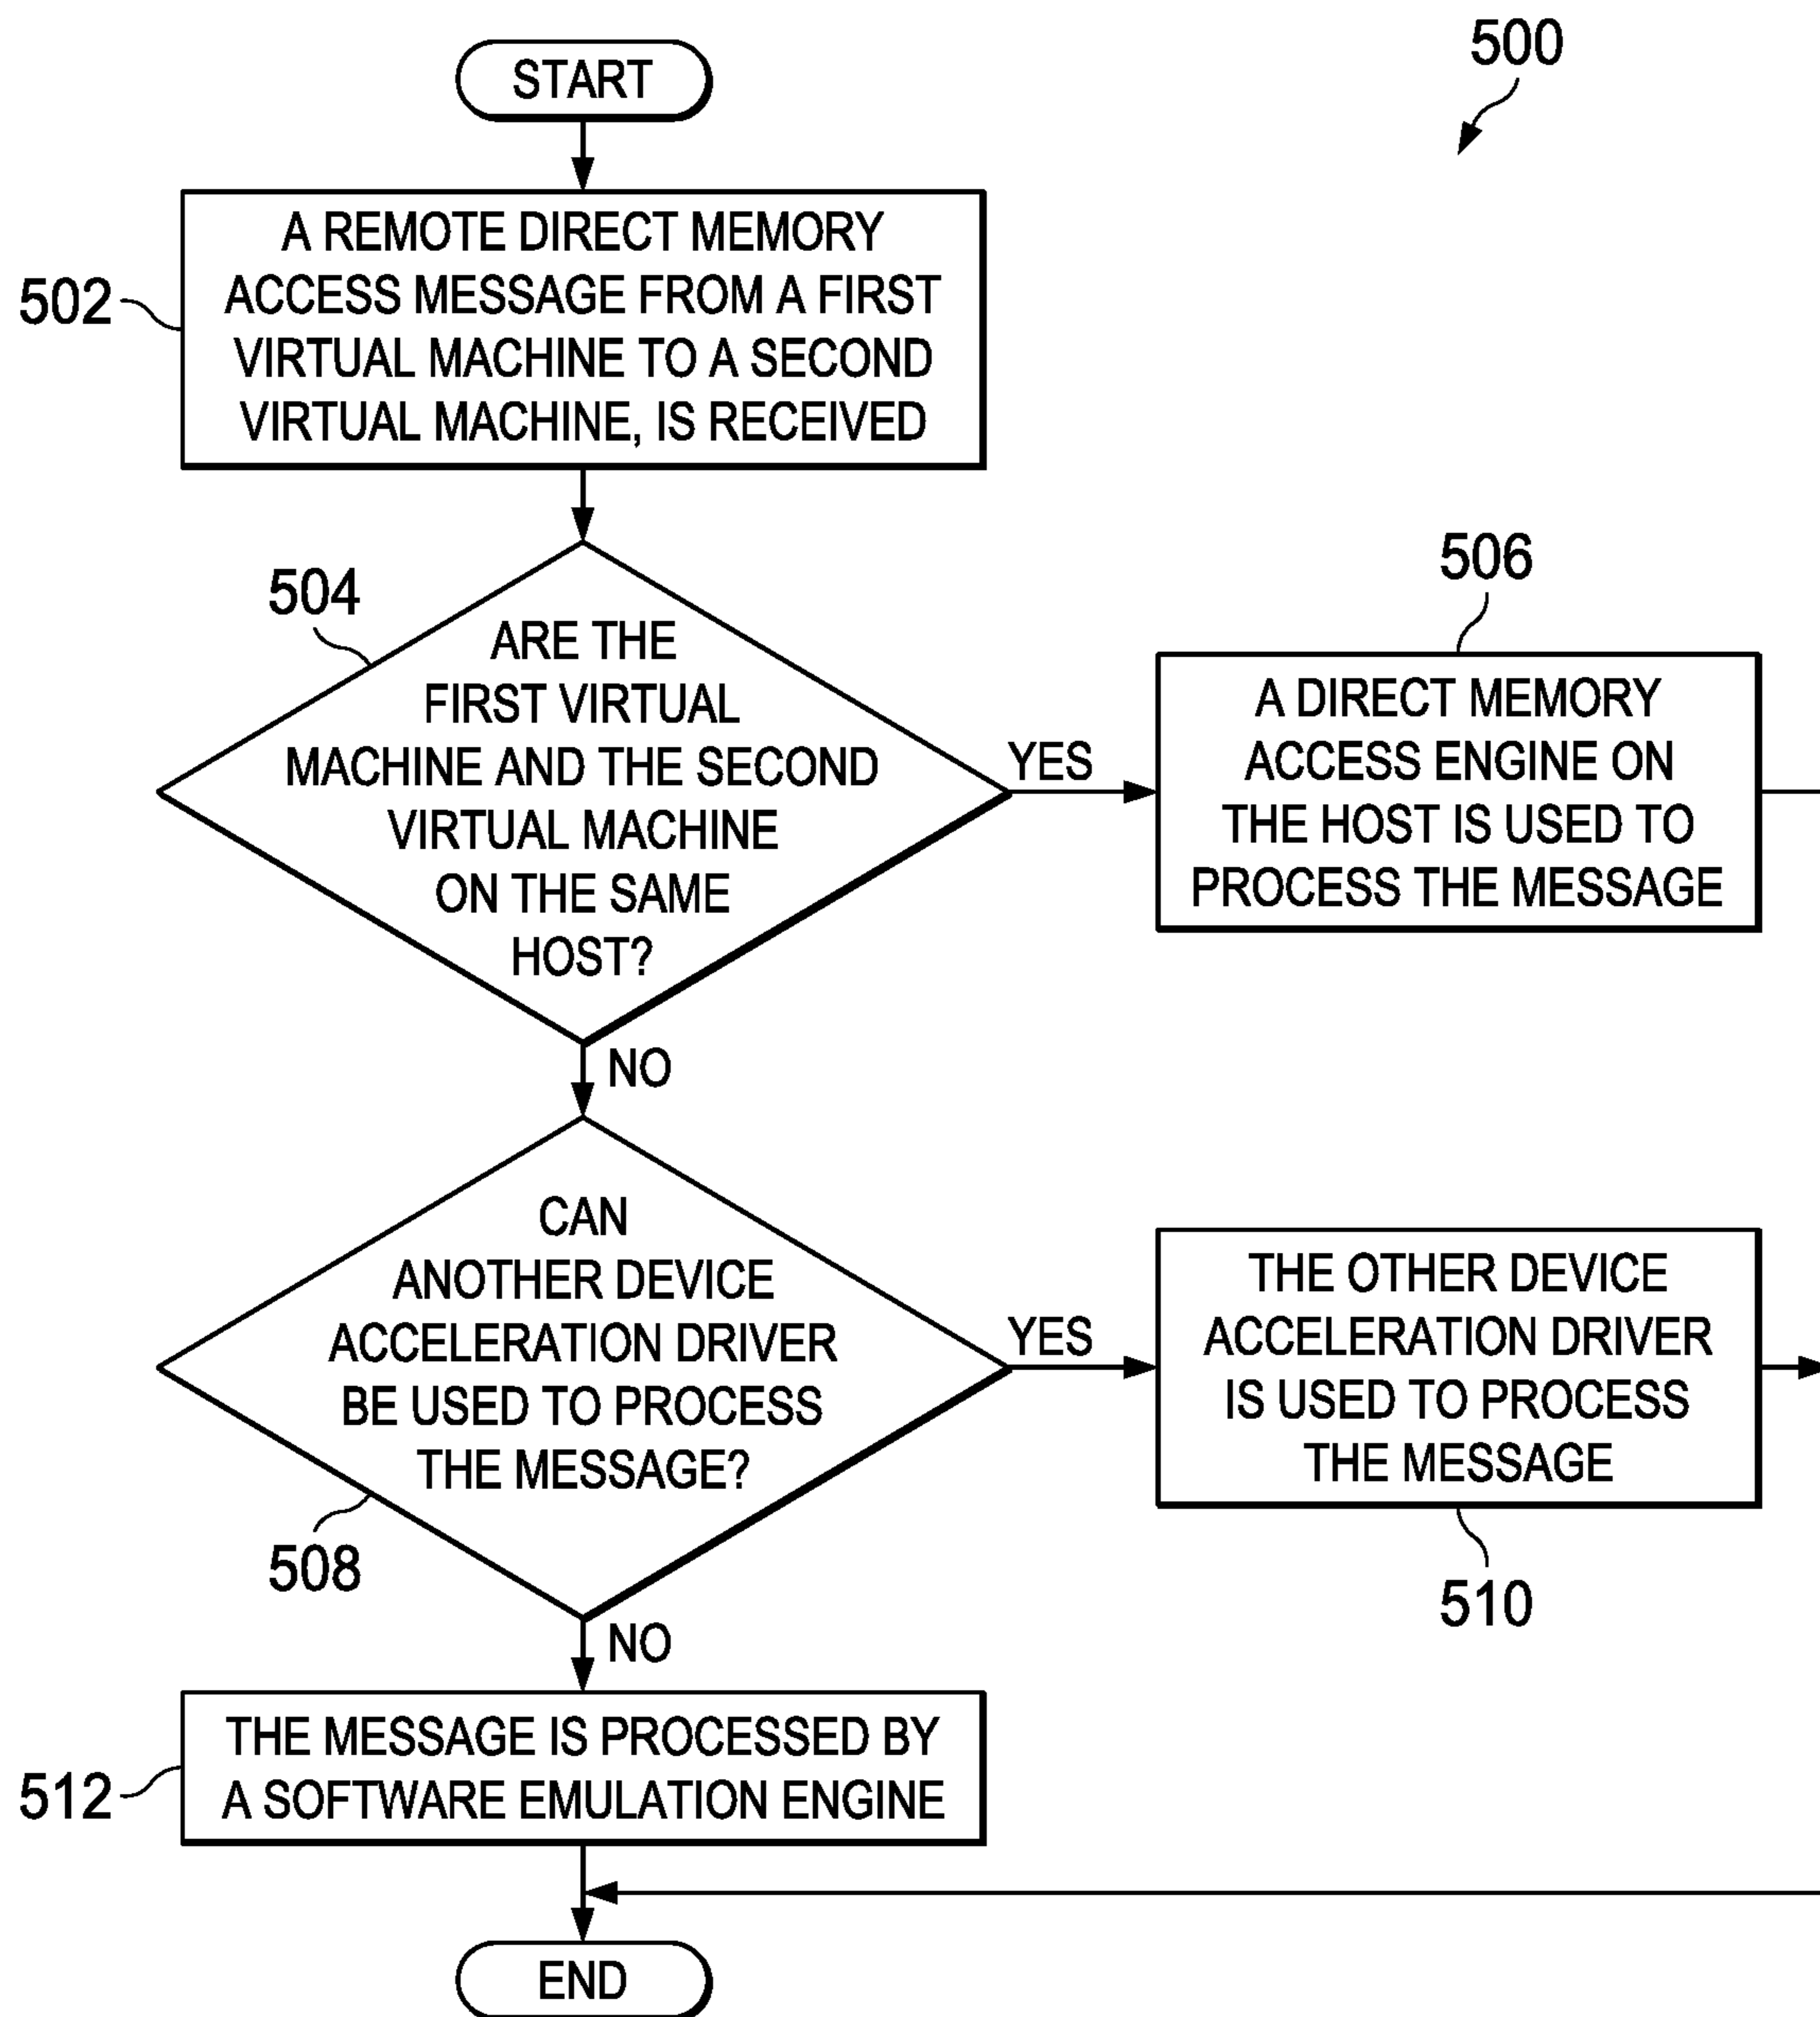 START
500
A REMOTE DIRECT MEMORY
ACCESS MESSAGE FROM A FIRST
VIRTUAL MACHINE TO A SECOND
VIRTUAL MACHINE, IS RECEIVED
502
504
ARE THE
FIRST VIRTUAL
MACHINE AND THE SECOND
VIRTUAL MACHINE
ON THE SAME
HOST?
YES
506
A DIRECT MEMORY
ACCESS ENGINE ON
THE HOST IS USED TO
PROCESS THE MESSAGE
NO
CAN
ANOTHER DEVICE
ACCELERATION DRIVER
BE USED TO PROCESS
THE MESSAGE?
508
YES
THE OTHER DEVICE
ACCELERATION DRIVER
IS USED TO PROCESS
THE MESSAGE
510
NO
THE MESSAGE IS PROCESSED BY
A SOFTWARE EMULATION ENGINE
512
END